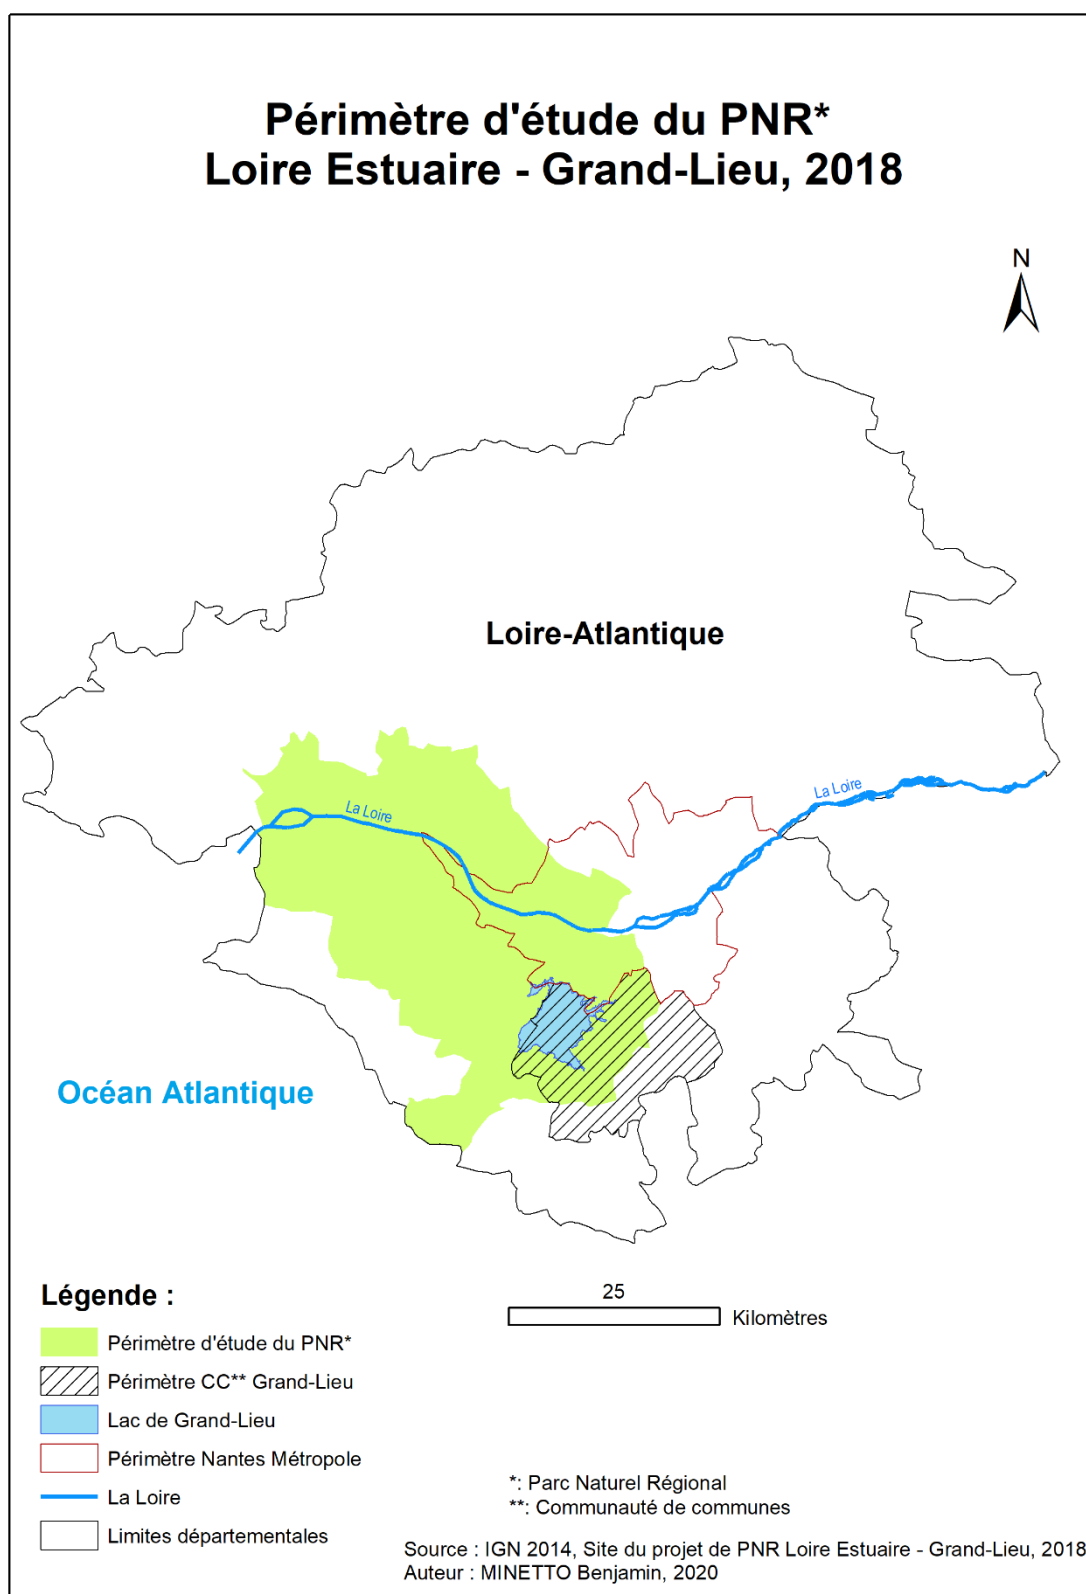 Périmètre d'étude du PNR*
Loire Estuaire - Grand-Lieu, 2018
N
Loire-Atlantique
La Loire
La Loire
Océan Atlantique
Légende :
Périmètre d'étude du PNR*
Périmètre CC** Grand-Lieu
Lac de Grand-Lieu
Périmètre Nantes Métropole
La Loire
Limites départementales
25
Kilomètres
*: Parc Naturel Régional
**: Communauté de communes
Source : IGN 2014, Site du projet de PNR Loire Estuaire - Grand-Lieu, 2018
Auteur : MINETTO Benjamin, 2020